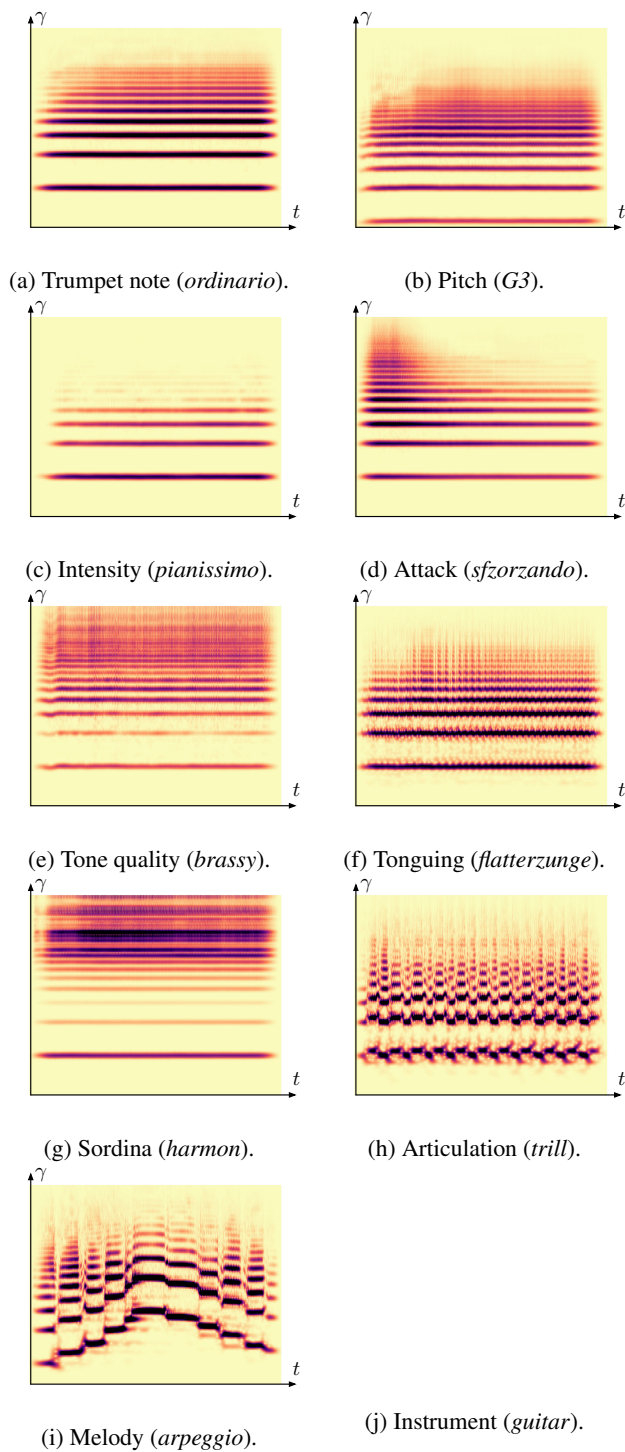 γ γ
t t
(a) Trumpet note (ordinario). (b) Pitch (G3).
γ γ
t t
(c) Intensity (pianissimo). (d) Attack (sfzorzando).
γ γ
t t
(e) Tone quality (brassy). (f) Tonguing (flatterzunge).
γ γ
t t
(g) Sordina (harmon). (h) Articulation (trill).
γ
t
(j) Instrument (guitar).
(i) Melody (arpeggio).